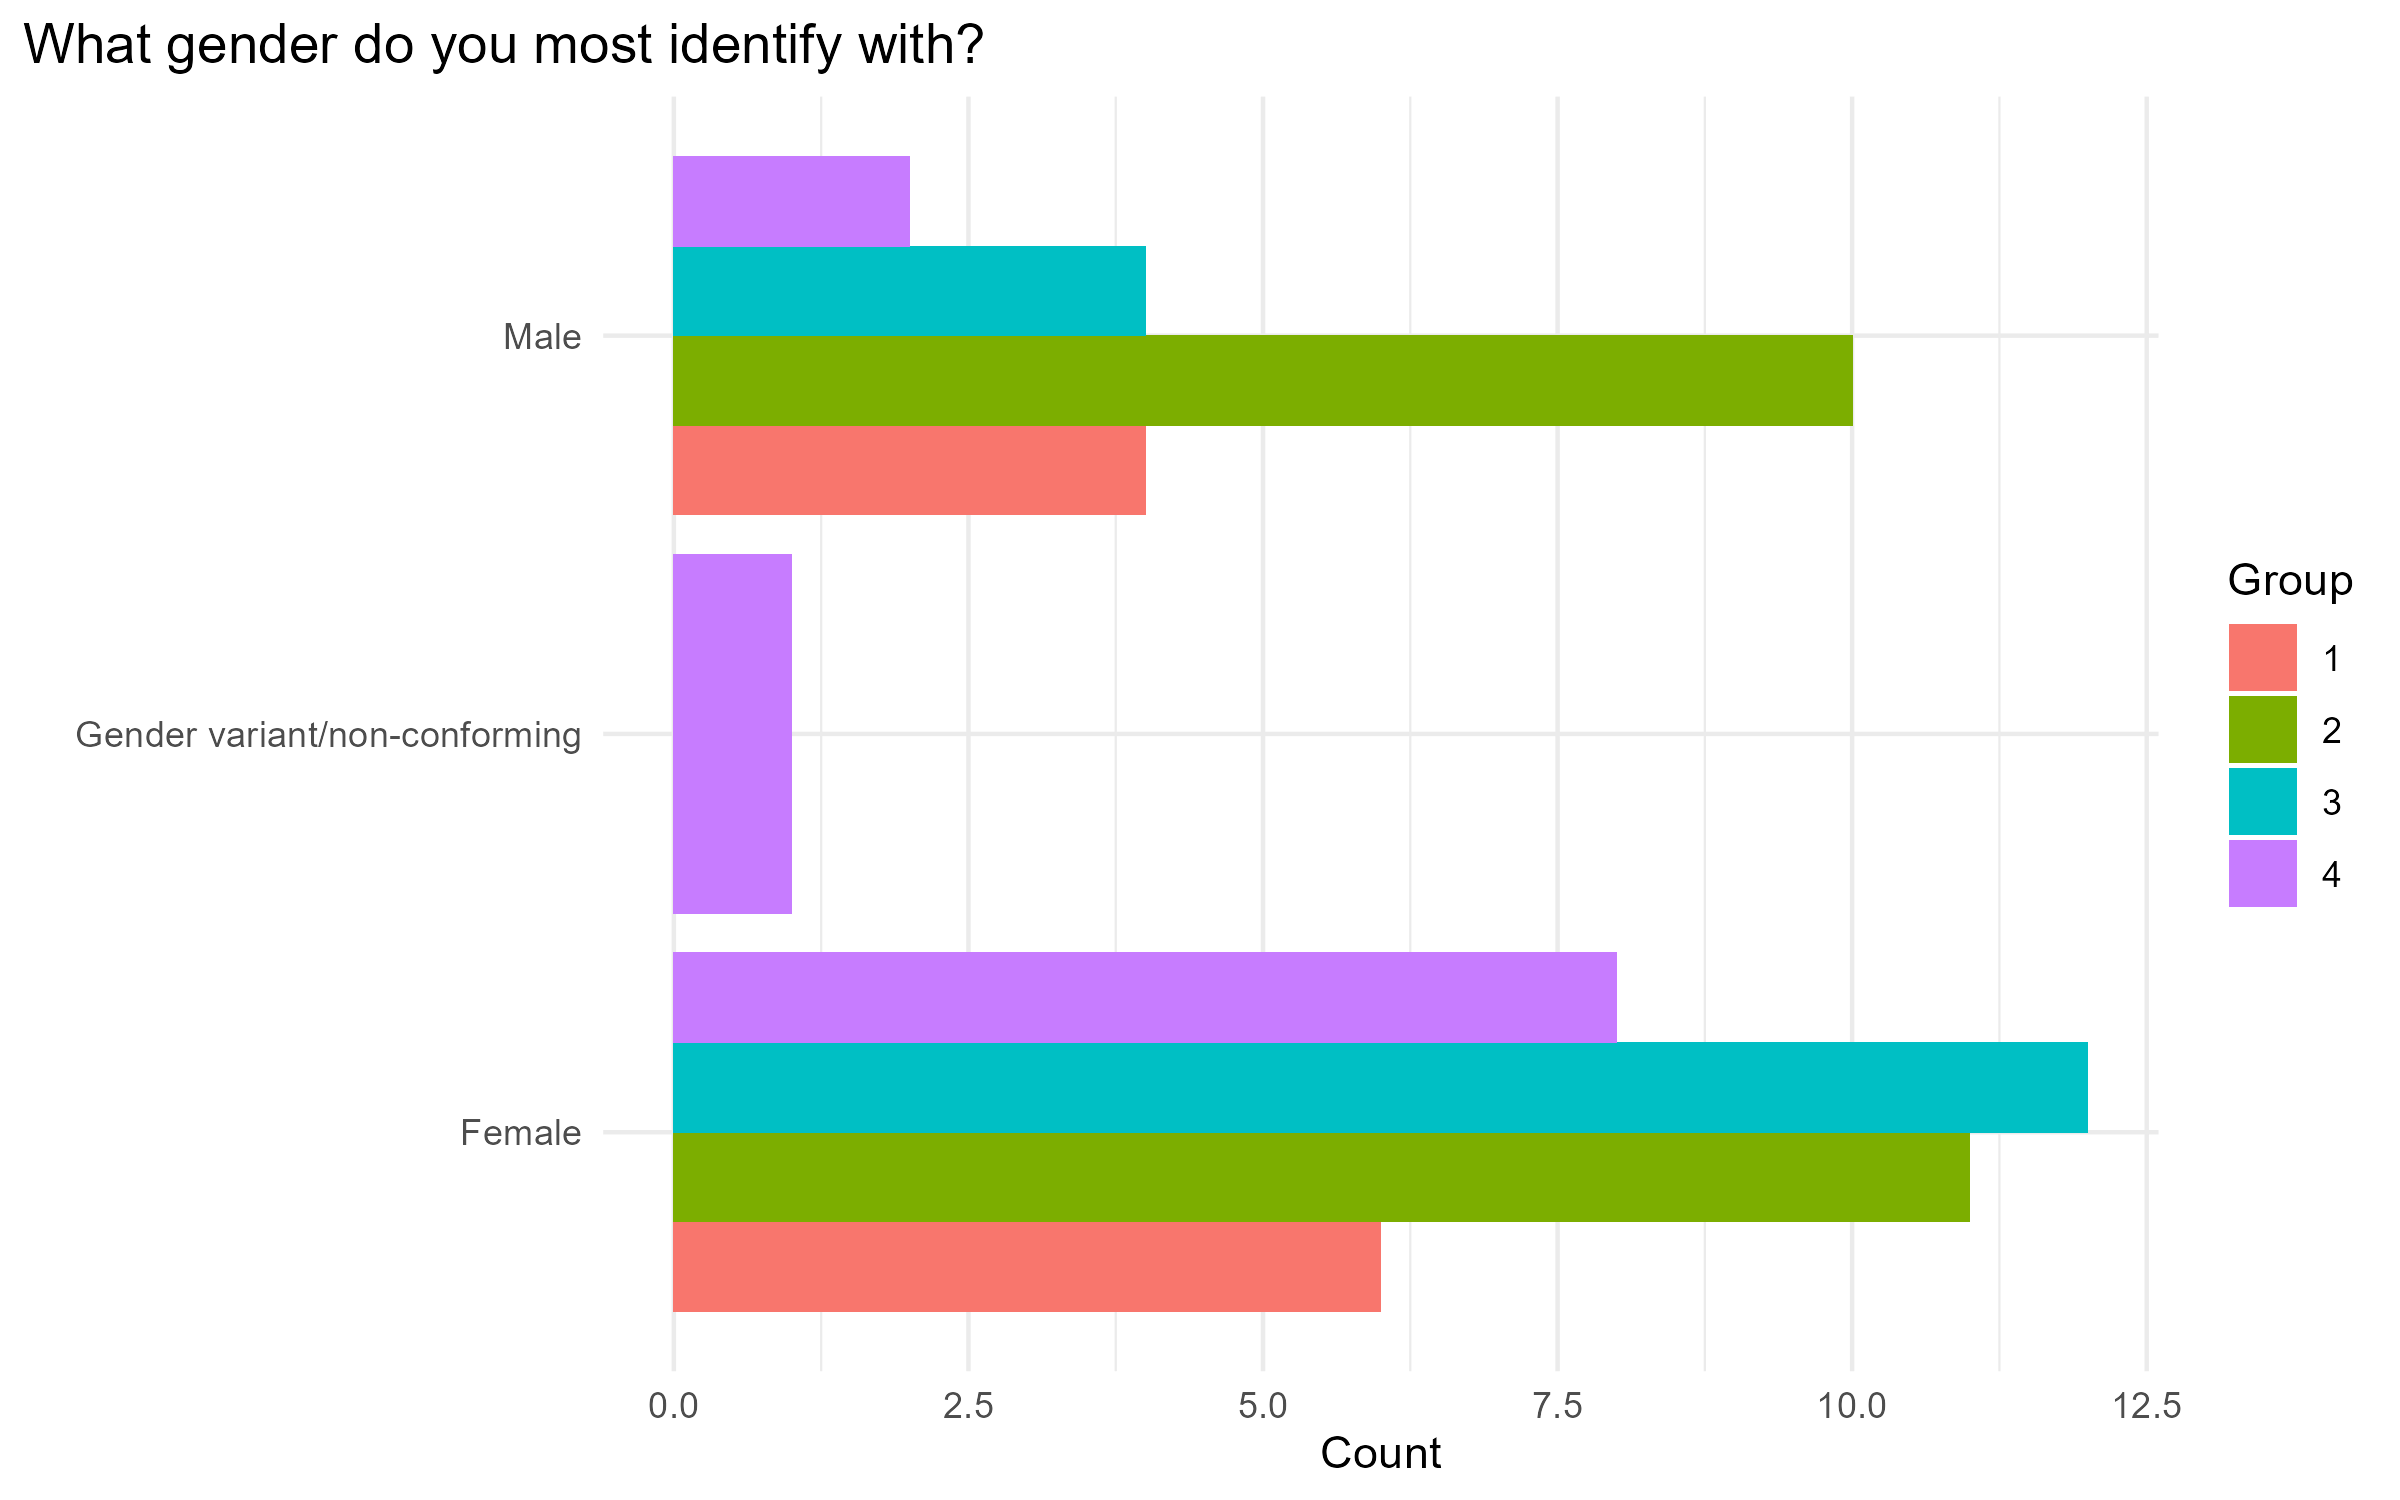 What gender do you most identify with?
Male
Gender variant/non-conforming
Female
0.0 2.5 5.0 7.5 10.0 12.5
Count
Group
1
2
3
4